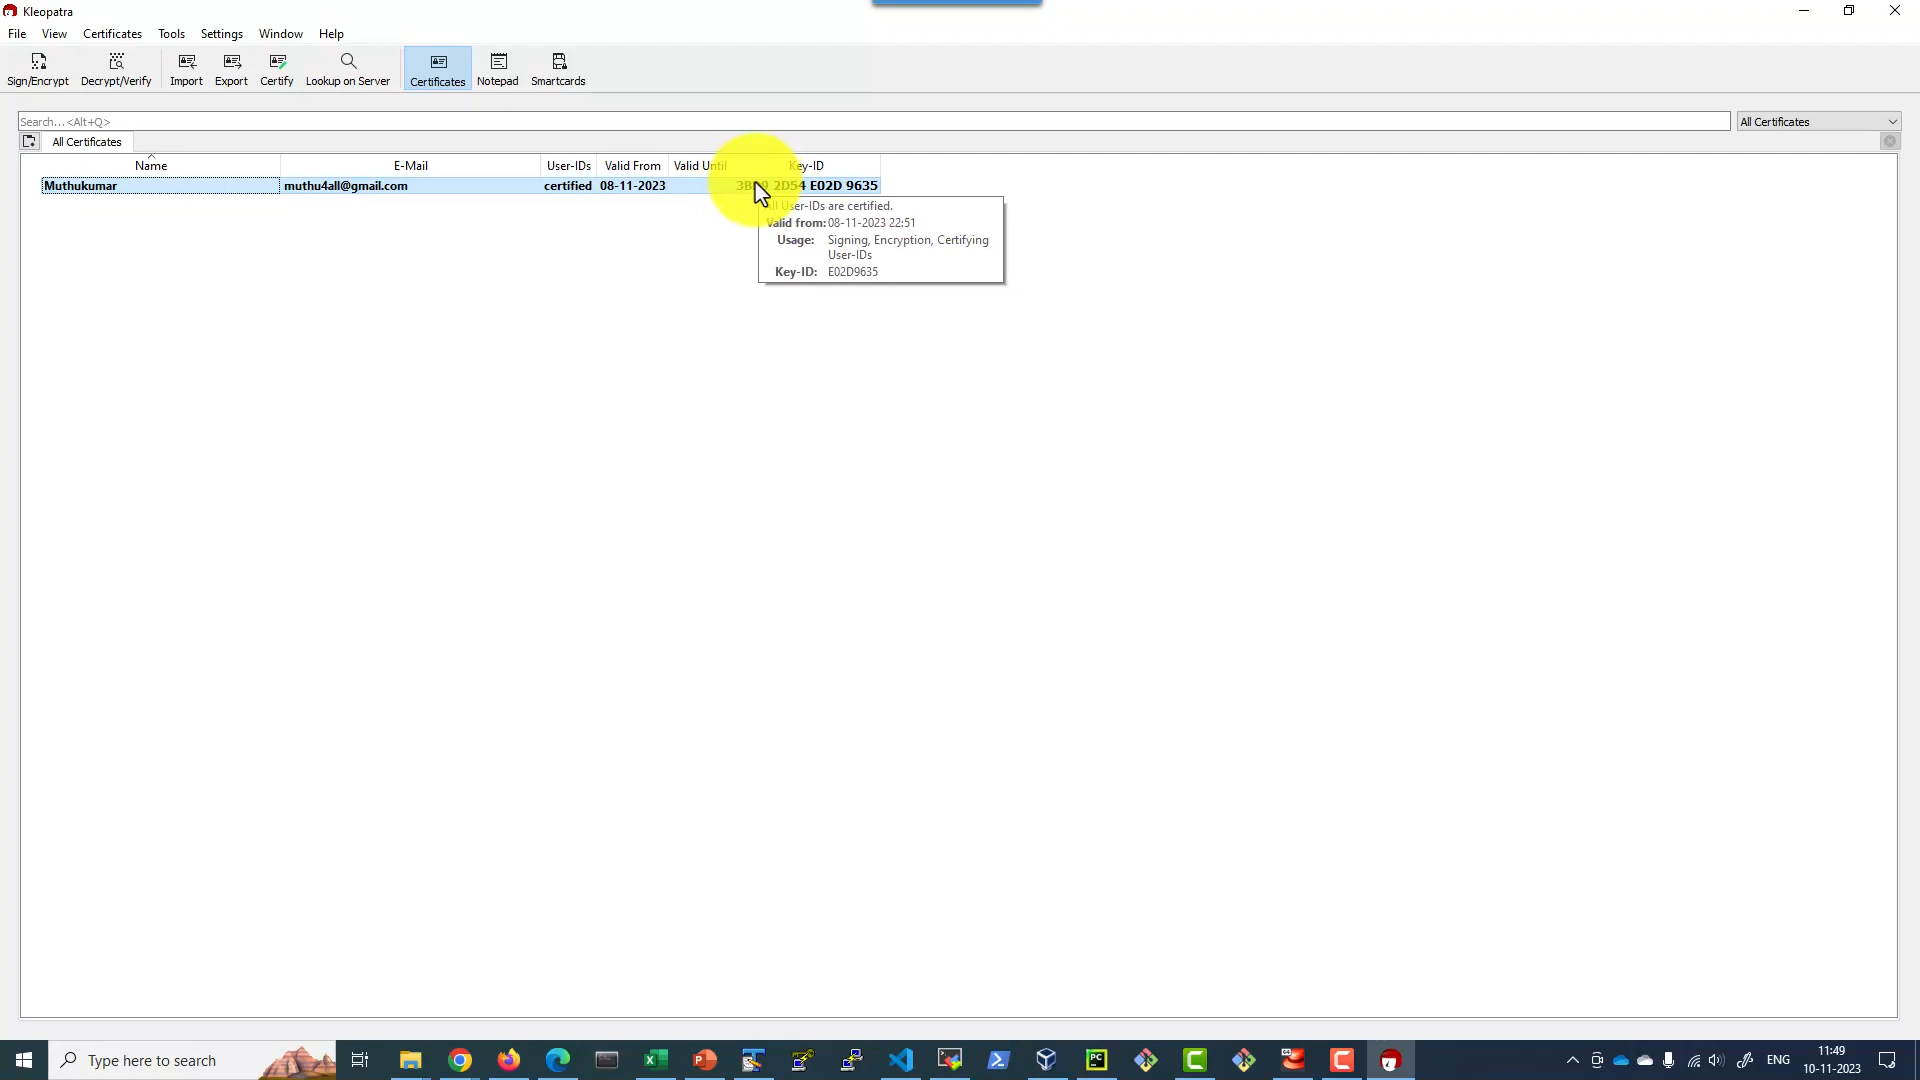 Kleopatra
File View Certificates Tools Settings Window Help
Sign/Encrypt Decrypt/Verify Import Export Certify Lookup on Server Certificates Notepad Smartcards
Search...<Alt+Q> All Certificates
All Certificates
Name E-Mail User-IDs Valid From Valid Until Key-ID
Muthukumar muthu4all@gmail.com certified 08-11-2023 2D54 E02D 9635
User-IDs are certified.
Valid from: 08-11-2023 22:51
Usage: Signing, Encryption, Certifying
User-IDs
Key-ID: E02D9635
Type here to search
ENG
11:49
10-11-2023